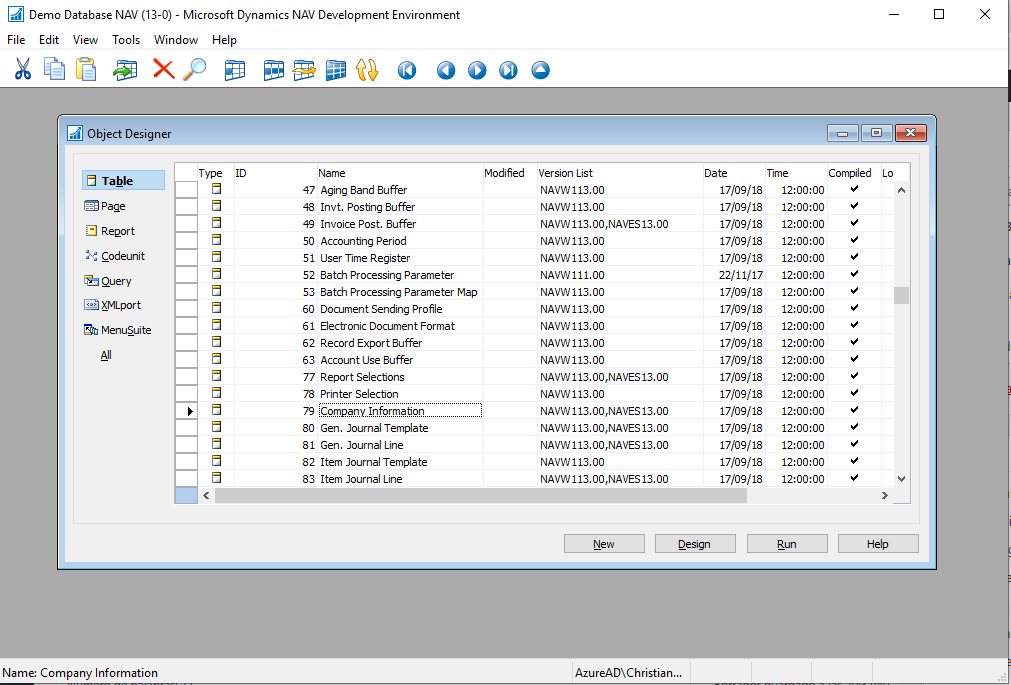 Demo Database NAV (13-0) - Microsoft Dynamics NAV Development Environment
File Edit View Tools Window Help
Object Designer
Table
Page
Report
Codeunit
Query
XMLport
MenuSuite
All
Type ID Name Modified Version List Date Time Compiled Lo
47 Aging Band Buffer NAVW113.00 17/09/18 12:00:00
48 Invt. Posting Buffer NAVW113.00 17/09/18 12:00:00
49 Invoice Post. Buffer NAVW113.00,NAVES13.00 17/09/18 12:00:00
50 Accounting Period NAVW113.00 17/09/18 12:00:00
51 User Time Register NAVW113.00 17/09/18 12:00:00
52 Batch Processing Parameter NAVW111.00 22/11/17 12:00:00
53 Batch Processing Parameter Map NAVW113.00 17/09/18 12:00:00
60 Document Sending Profile NAVW113.00 17/09/18 12:00:00
61 Electronic Document Format NAVW113.00 17/09/18 12:00:00
62 Record Export Buffer NAVW113.00 17/09/18 12:00:00
63 Account Use Buffer NAVW113.00 17/09/18 12:00:00
77 Report Selections NAVW113.00,NAVES13.00 17/09/18 12:00:00
78 Printer Selection NAVW113.00 17/09/18 12:00:00
79 Company Information NAVW113.00,NAVES13.00 17/09/18 12:00:00
80 Gen. Journal Template NAVW113.00,NAVES13.00 17/09/18 12:00:00
81 Gen. Journal Line NAVW113.00,NAVES13.00 17/09/18 12:00:00
82 Item Journal Template NAVW113.00 17/09/18 12:00:00
83 Item Journal Line NAVW113.00,NAVES13.00 17/09/18 12:00:00
New Design Run Help
Name: Company Information AzureAD\Christian...